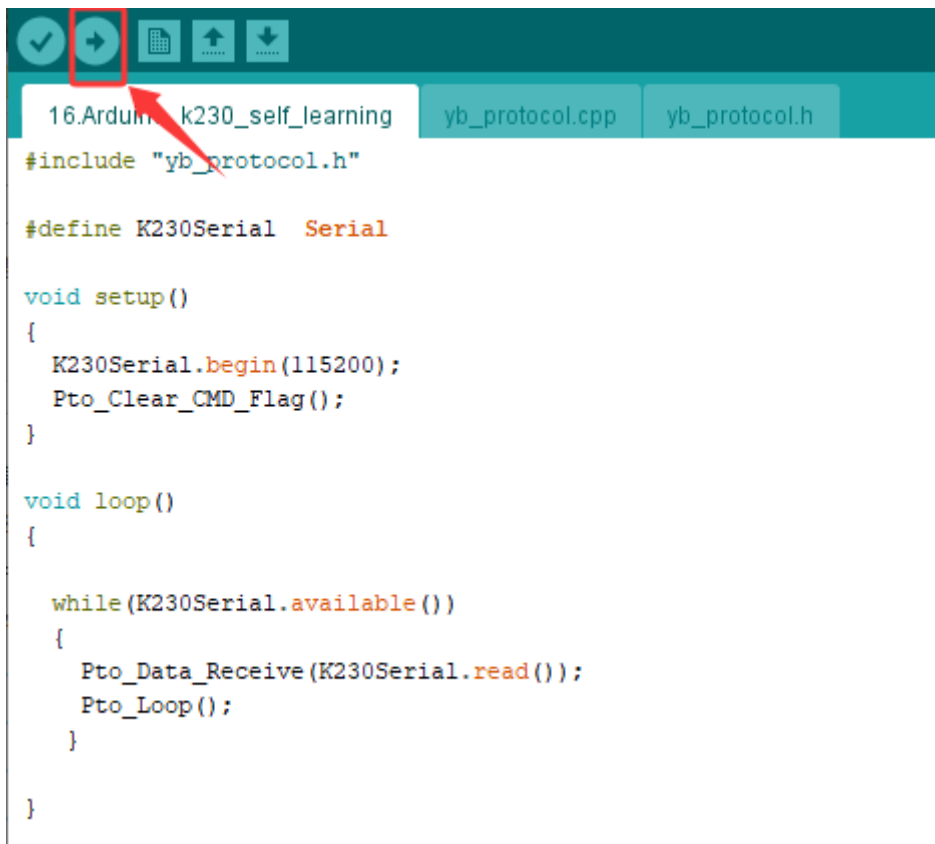 16.Arduin k230_self_learning yb_protocol.cpp yb_protocol.h
#include "yb_protocol.h"
#define K230Serial Serial
void setup()
{
K230Serial.begin(115200);
Pto_Clear_CMD_Flag();
}
void loop()
{
while(K230Serial.available())
{
Pto_Data_Receive(K230Serial.read());
Pto_Loop();
}
}